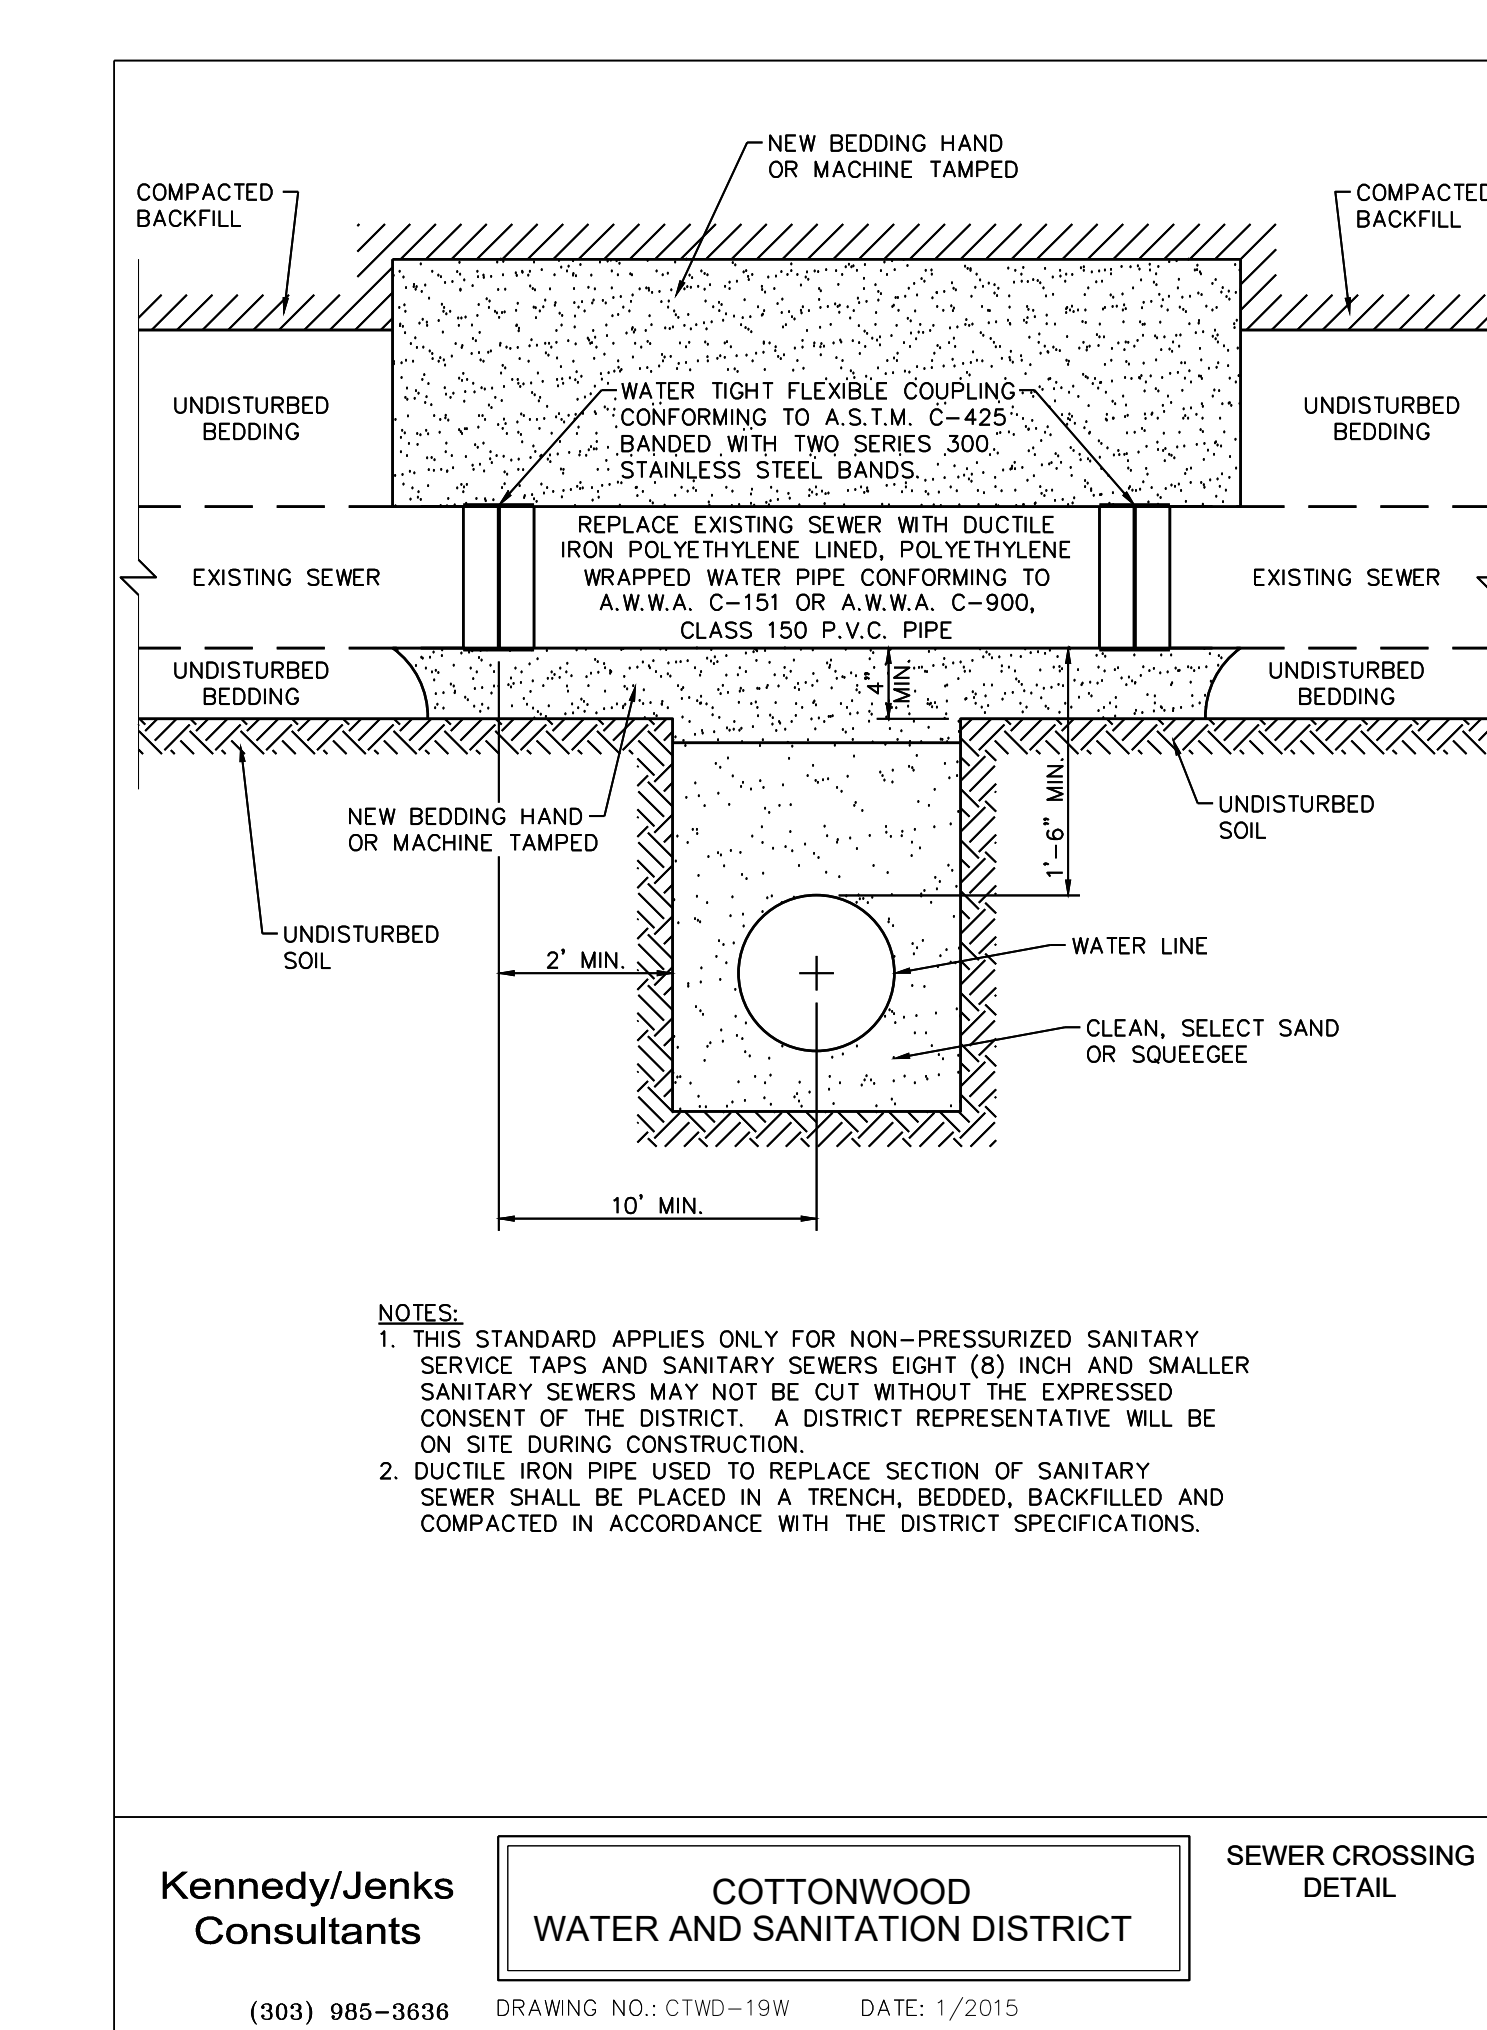 NEW BEDDING HAND
OR MACHINE TAMPED
COMPACTED
BACKFILL
COMPACTED
BACKFILL
UNDISTURBED
BEDDING
WATER TIGHT FLEXIBLE COUPLING
CONFORMING TO A.S.T.M. C-425
BANDED WITH TWO SERIES 300
STAINLESS STEEL BANDS.
UNDISTURBED
BEDDING
EXISTING SEWER
REPLACE EXISTING SEWER WITH DUCTILE
IRON POLYETHYLENE LINED, POLYETHYLENE
WRAPPED WATER PIPE CONFORMING TO
A.W.W.A. C-151 OR A.W.W.A. C-900,
CLASS 150 P.V.C. PIPE
EXISTING SEWER
UNDISTURBED
BEDDING
4"
MIN.
UNDISTURBED
BEDDING
1'-6" MIN.
NEW BEDDING HAND
OR MACHINE TAMPED
UNDISTURBED
SOIL
UNDISTURBED
SOIL
2' MIN.
WATER LINE
CLEAN, SELECT SAND
OR SQUEEGEE
10' MIN.
NOTES:
1. THIS STANDARD APPLIES ONLY FOR NON-PRESSURIZED SANITARY
SERVICE TAPS AND SANITARY SEWERS EIGHT (8) INCH AND SMALLER
SANITARY SEWERS MAY NOT BE CUT WITHOUT THE EXPRESSED
CONSENT OF THE DISTRICT. A DISTRICT REPRESENTATIVE WILL BE
ON SITE DURING CONSTRUCTION.
2. DUCTILE IRON PIPE USED TO REPLACE SECTION OF SANITARY
SEWER SHALL BE PLACED IN A TRENCH, BEDDED, BACKFILLED AND
COMPACTED IN ACCORDANCE WITH THE DISTRICT SPECIFICATIONS.
Kennedy/Jenks
Consultants
(303) 985-3636
COTTONWOOD
WATER AND SANITATION DISTRICT
DRAWING NO.: CTWD-19W DATE: 1/2015
SEWER CROSSING
DETAIL